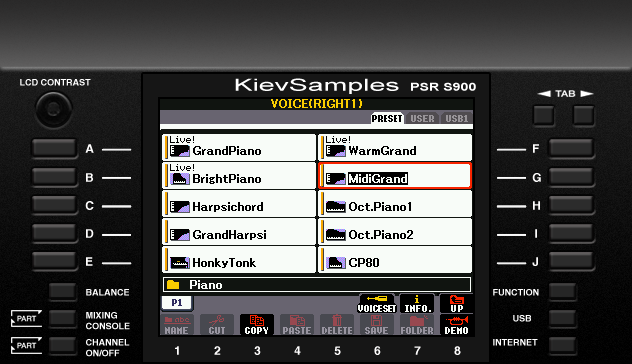 LCD CONTRAST
KievSamples PSR S900
TAB
VOICE(RIGHT1)
PRESET USER USB1
A
Live!
GrandPiano
Live!
WarmGrand
F
B
Live!
BrightPiano
MidiGrand
G
C
Harpsichord
Oct.Piano1
H
D
GrandHarpsi
Oct.Piano2
I
E
HonkyTonk
CP80
J
Piano
BALANCE
P1
VOICESET INFO. UP
FUNCTION
PART
MIXING
CONSOLE
NAME CUT COPY PASTE DELETE SAVE FOLDER DEMO
USB
PART
CHANNEL
ON/OFF
1 2 3 4 5 6 7 8
INTERNET